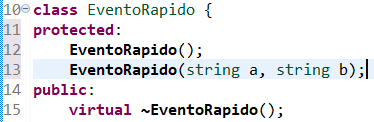 10 class EventoRapido {
11 protected:
12 EventoRapido();
13 EventoRapido(string a, string b);
14 public:
15 virtual ~EventoRapido();